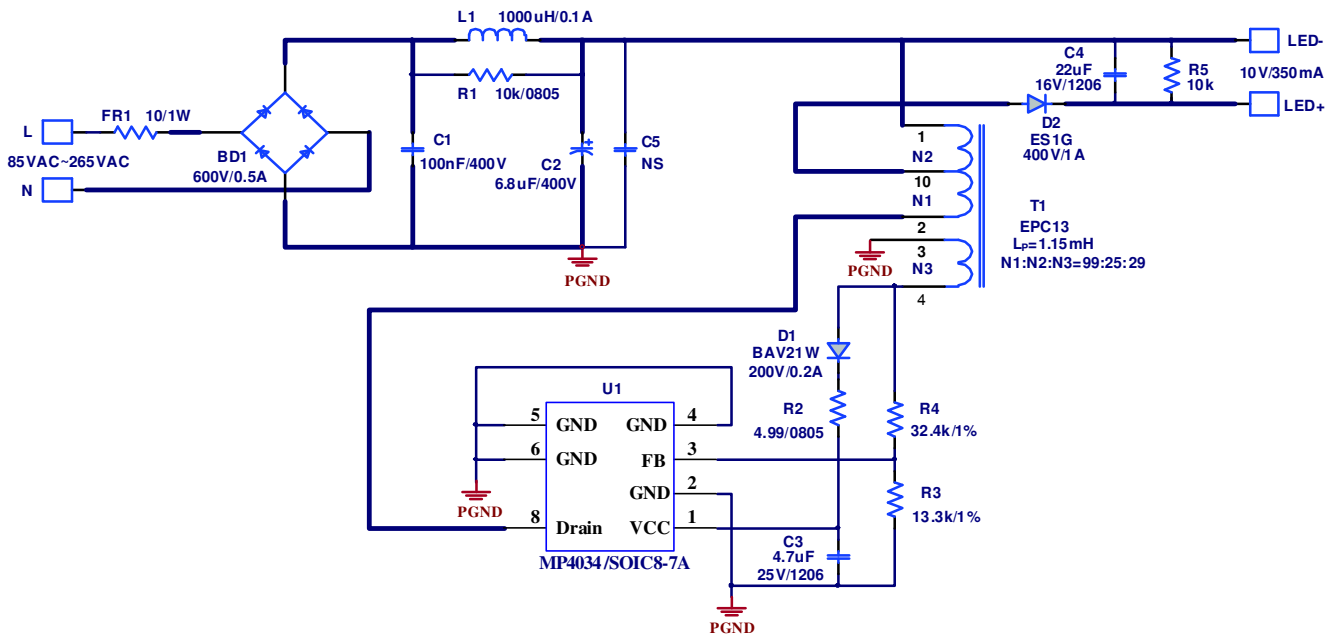 L1 1000uH/0.1A
R1 10k/0805
FR1 10/1W
L
85VAC~265VAC
N
BD1
600V/0.5A
C1
100nF/400V
C2
6.8uF/400V
+
C5
NS
PGND
LED-
10V/350mA
LED+
C4
22uF
16V/1206
R5
10k
D2
ES1G
400V/1A
1
N2
10
N1
2
3
N3
4
T1
EPC13
LP=1.15mH
N1:N2:N3=99:25:29
PGND
D1
BAV21W
200V/0.2A
R2
4.99/0805
R4
32.4k/1%
R3
13.3k/1%
U1
5 GND GND 4
6 GND FB 3
GND 2
8 Drain VCC 1
MP4034/SOIC8-7A
PGND
C3
4.7uF
25V/1206
PGND